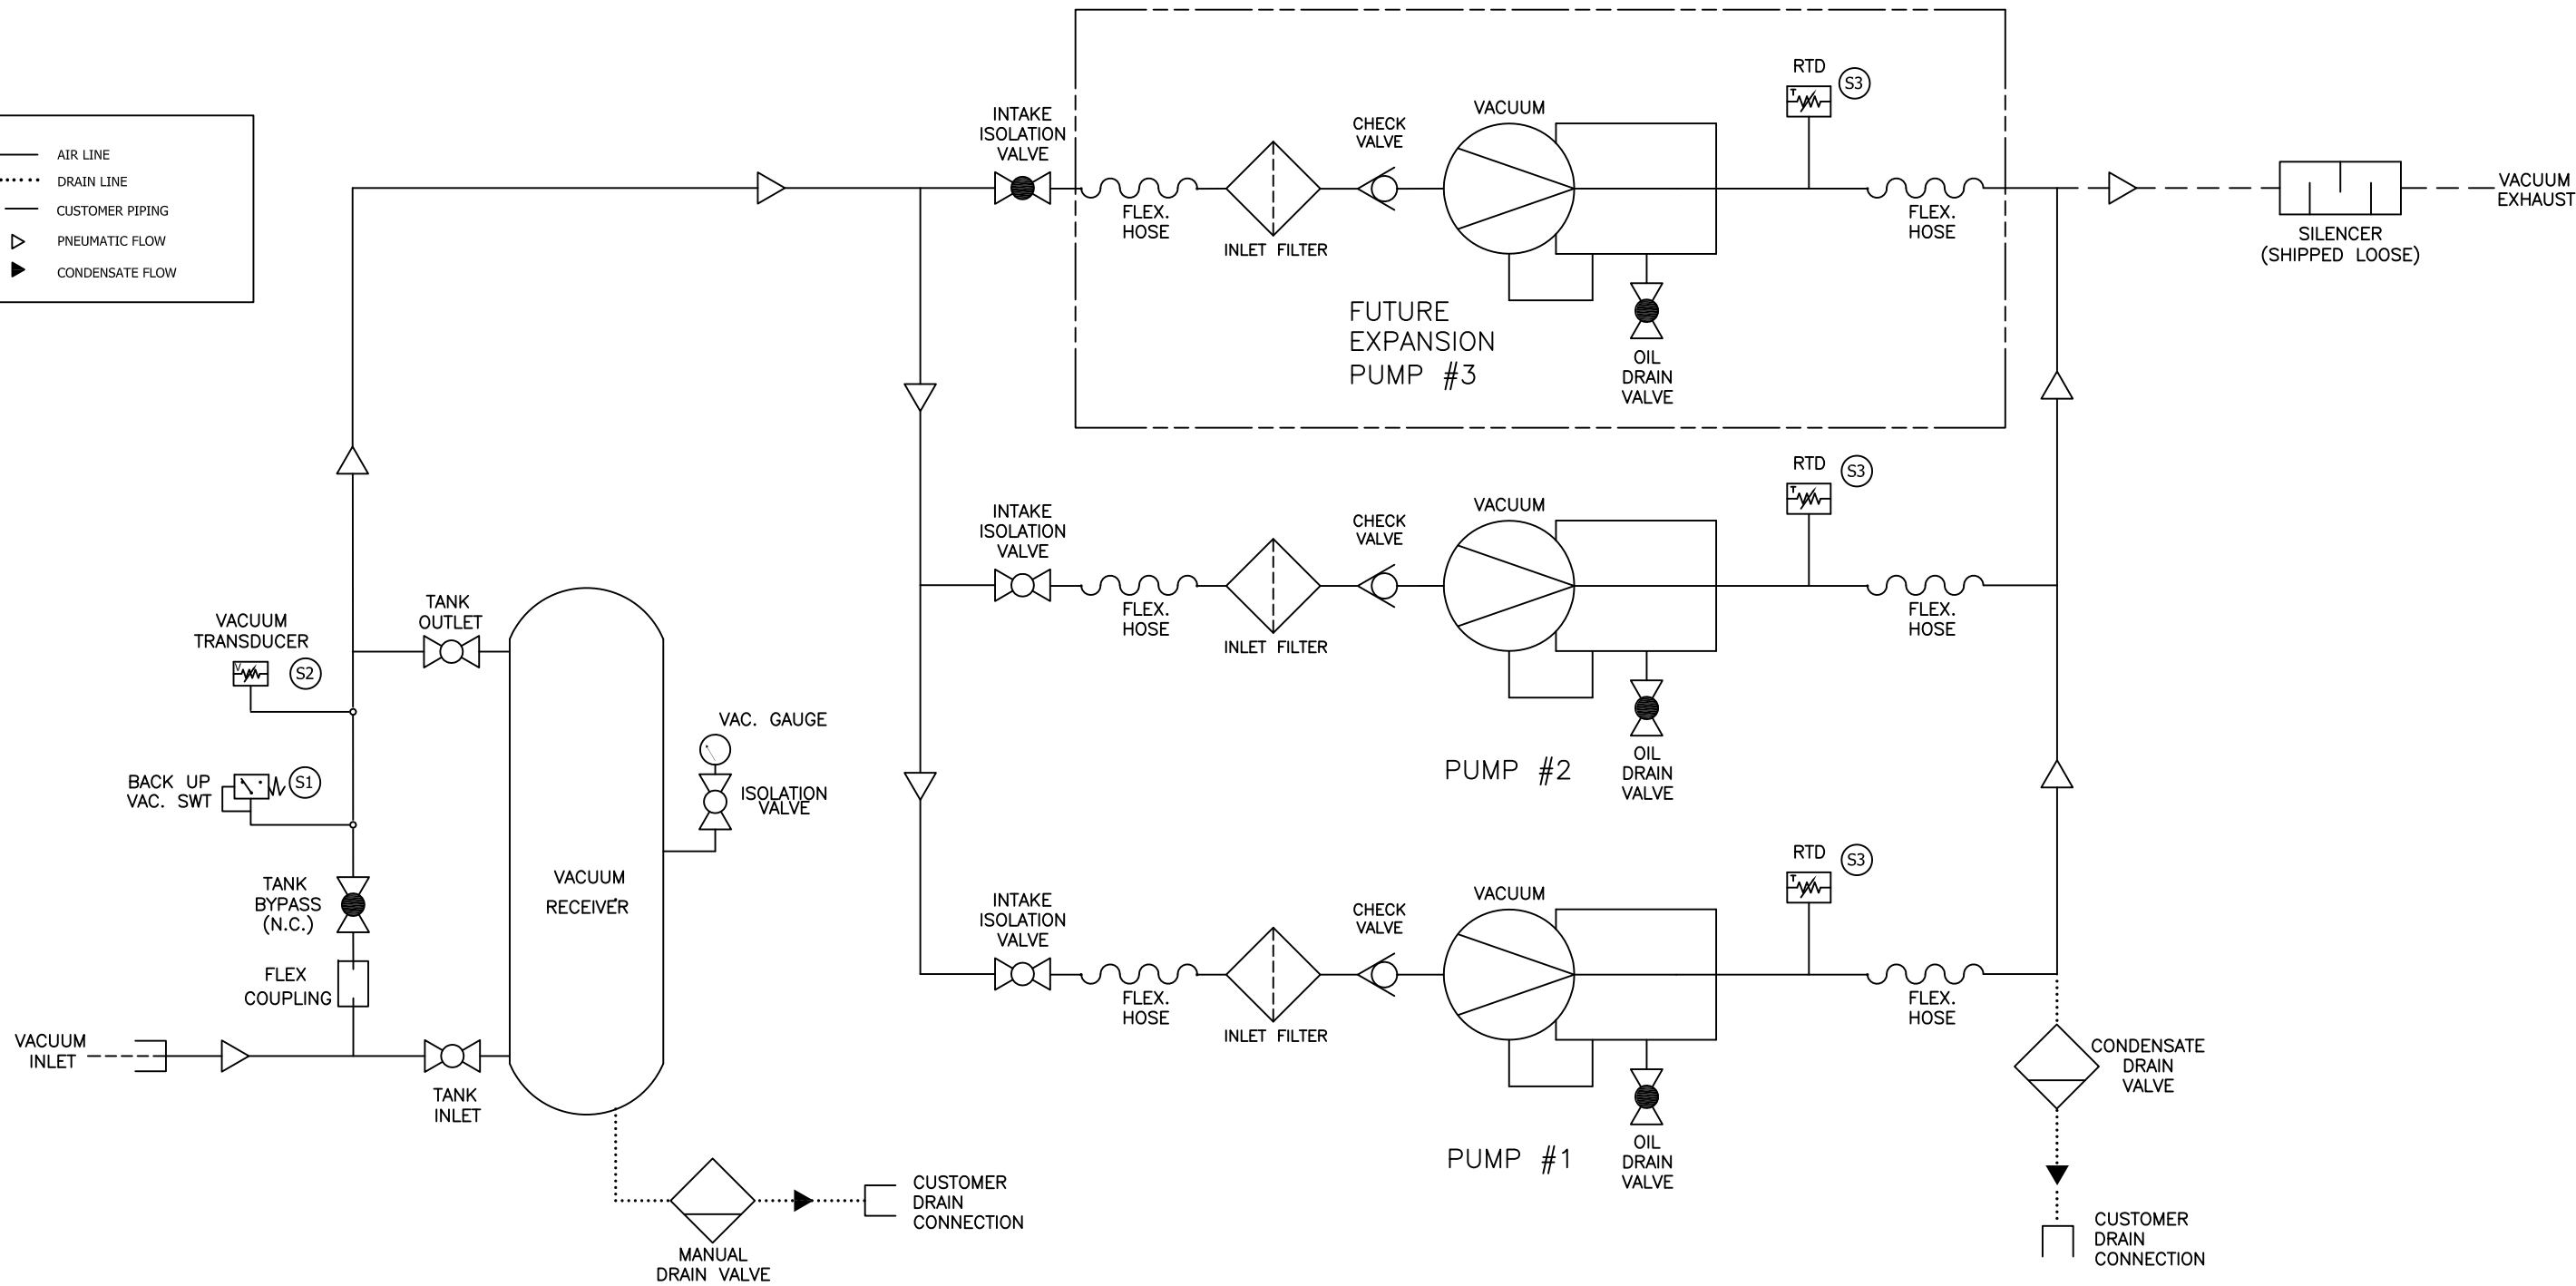 AIR LINE
DRAIN LINE
CUSTOMER PIPING
PNEUMATIC FLOW
CONDENSATE FLOW
INTAKE
ISOLATION
VALVE
FLEX.
HOSE
INLET FILTER
CHECK
VALVE
VACUUM
RTD
S3
FLEX.
HOSE
OIL
DRAIN
VALVE
FUTURE
EXPANSION
PUMP #3
VACUUM
EXHAUST
SILENCER
(SHIPPED LOOSE)
INTAKE
ISOLATION
VALVE
FLEX.
HOSE
INLET FILTER
CHECK
VALVE
VACUUM
RTD
S3
FLEX.
HOSE
OIL
DRAIN
VALVE
PUMP #2
TANK
OUTLET
VACUUM
TRANSDUCER
V
S2
VAC. GAUGE
ISOLATION
VALVE
BACK UP
VAC. SWT
S1
TANK
BYPASS
(N.C.)
FLEX
COUPLING
VACUUM
RECEIVER
VACUUM
INLET
TANK
INLET
INTAKE
ISOLATION
VALVE
FLEX.
HOSE
INLET FILTER
CHECK
VALVE
VACUUM
RTD
S3
FLEX.
HOSE
OIL
DRAIN
VALVE
PUMP #1
T
T
T
CONDENSATE
DRAIN
VALVE
CUSTOMER
DRAIN
CONNECTION
MANUAL
DRAIN VALVE
CUSTOMER
DRAIN
CONNECTION